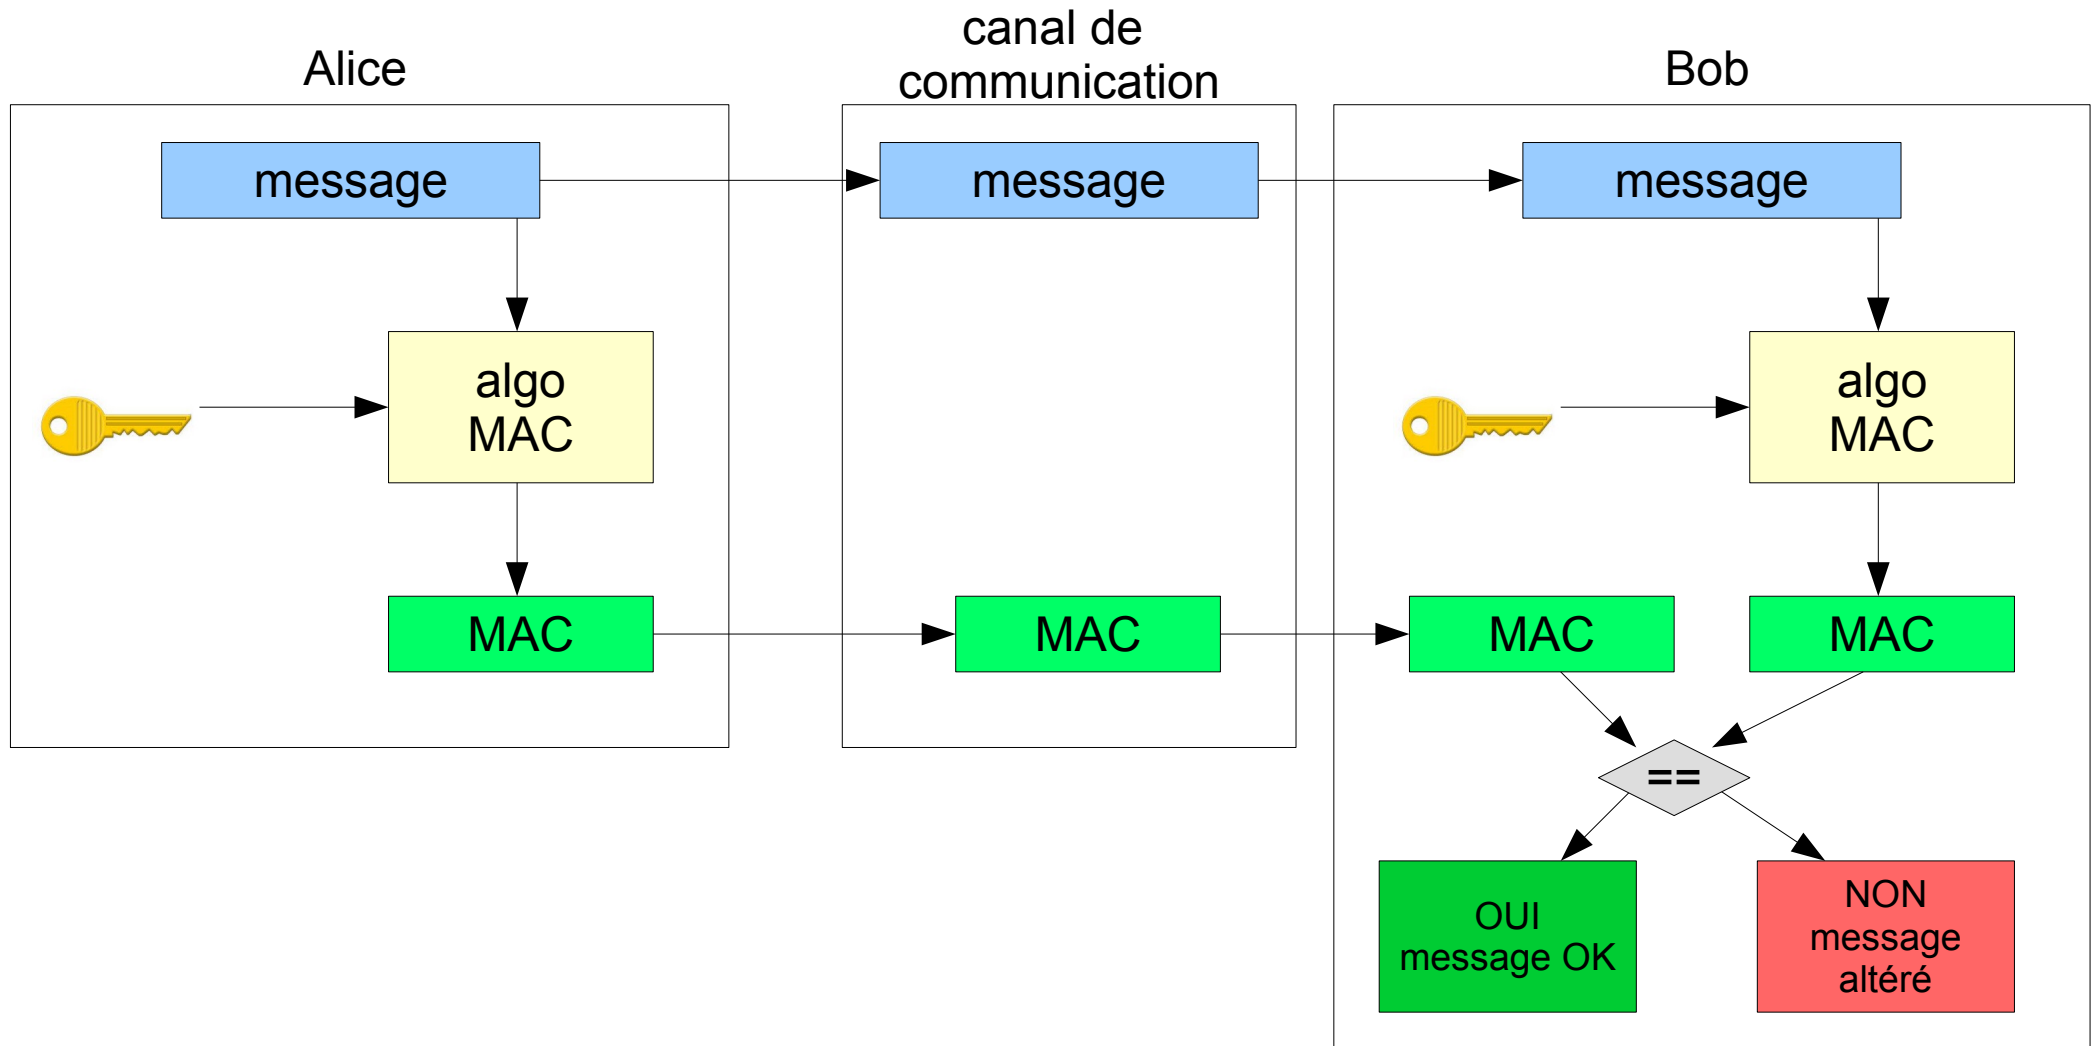 Alice
canal de
communication
Bob
message
message
message
algo
MAC
algo
MAC
MAC
MAC
MAC
MAC
==
OUI
message OK
NON
message
altéré